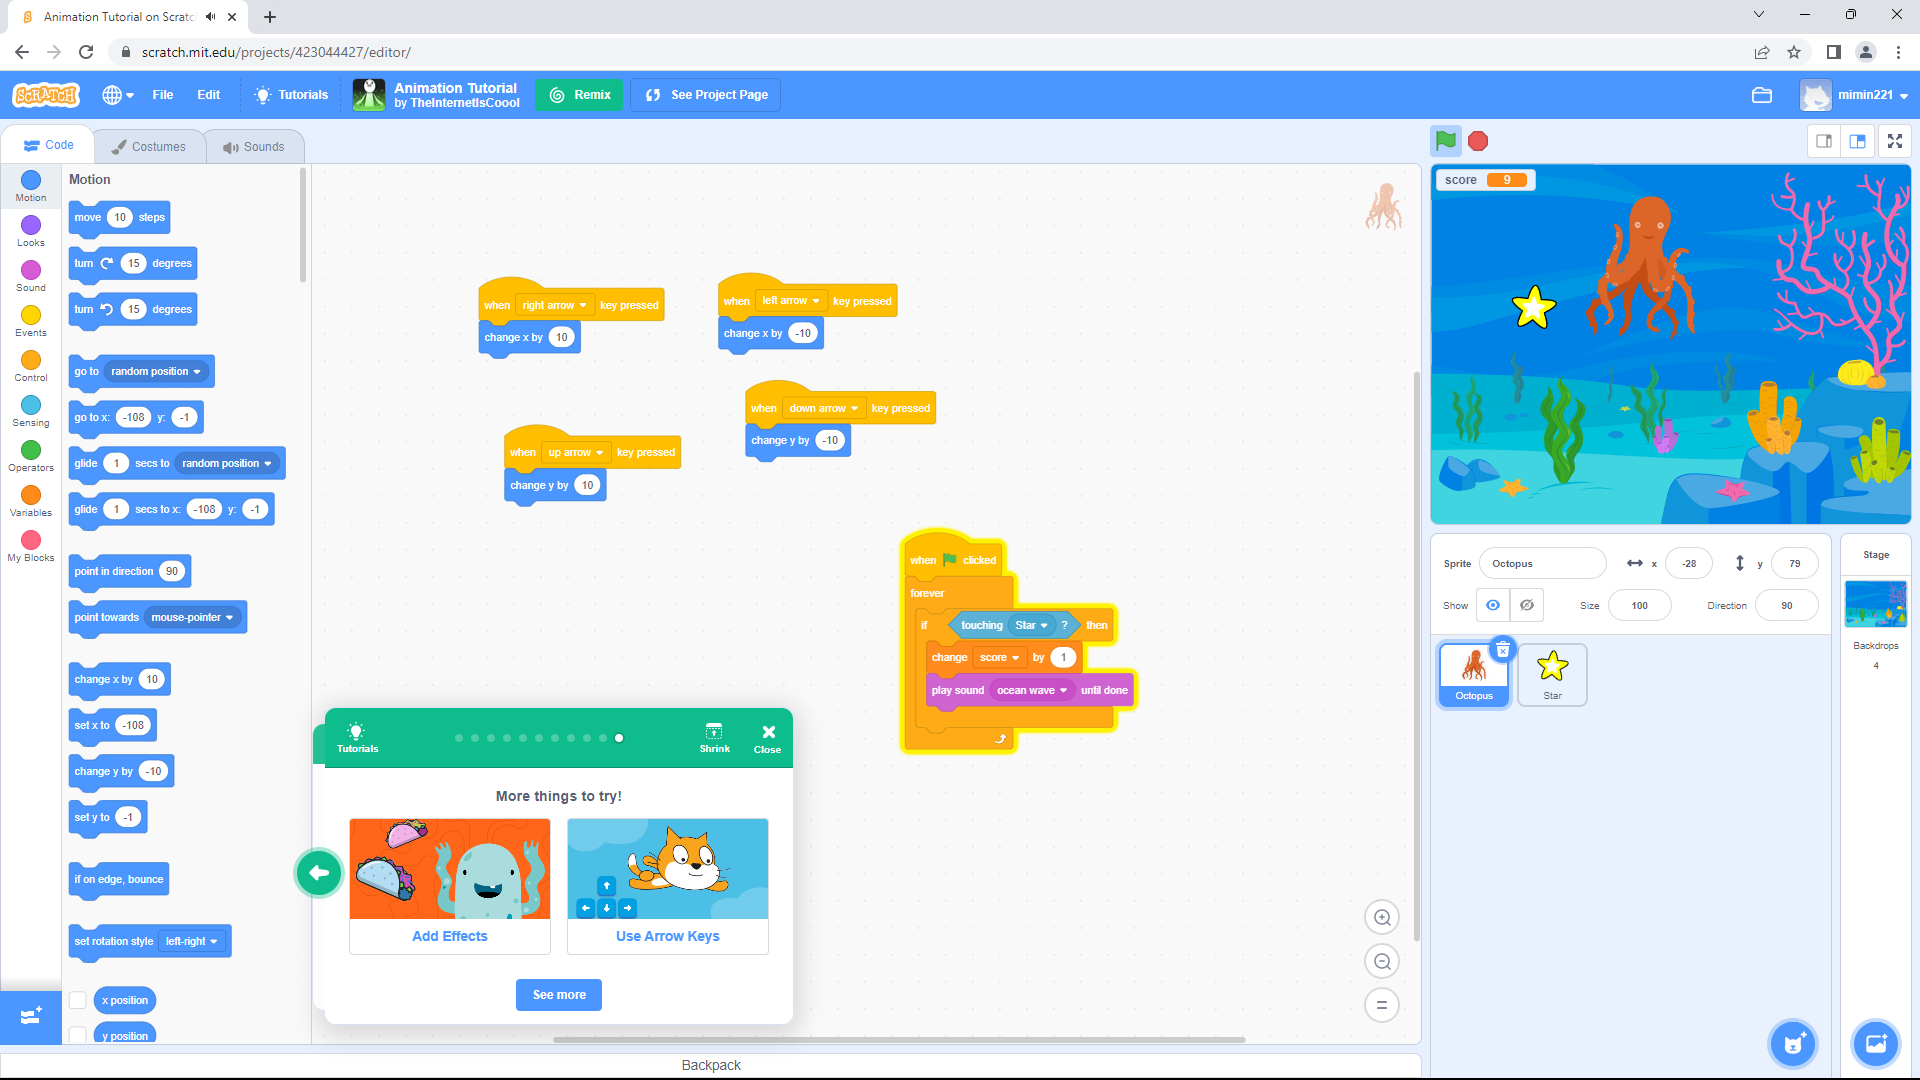 Animation Tutorial on Scratc
scratch.mit.edu/projects/423044427/editor/
SCRATCH
File
Edit
Tutorials
Animation Tutorial
by TheInternetIsCoool
Remix
See Project Page
mimin221
Code
Costumes
Sounds
Motion
Looks
Sound
Events
Control
Sensing
Operators
Variables
My Blocks
Motion
move 10 steps
turn 15 degrees
turn 15 degrees
go to random position
go to x: -108 y: -1
glide 1 secs to random position
glide 1 secs to x: -108 y: -1
point in direction 90
point towards mouse-pointer
change x by 10
set x to -108
change y by -10
set y to -1
if on edge, bounce
set rotation style left-right
x position
y position
when right arrow key pressed
change x by 10
when left arrow key pressed
change x by -10
when up arrow key pressed
change y by 10
when down arrow key pressed
change y by -10
when clicked
forever
if touching Star ? then
change score by 1
play sound ocean wave until done
Tutorials
Shrink
Close
More things to try!
Add Effects
Use Arrow Keys
See more
Backpack
score 9
Sprite Octopus x -28 y 79
Show Size 100 Direction 90
Octopus
Star
Stage
Backdrops
4